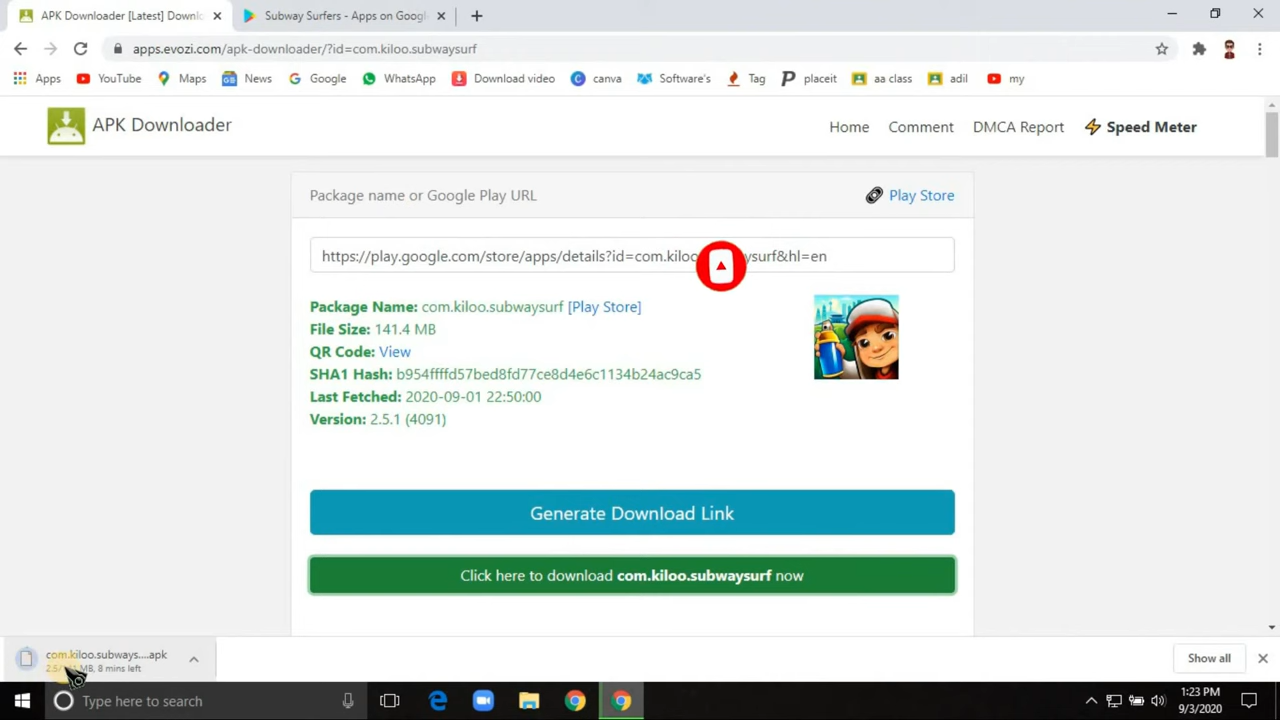 APK Downloader [Latest] Downlo
Subway Surfers - Apps on Google
apps.evozi.com/apk-downloader/?id=com.kiloo.subwaysurf
Apps
YouTube
Maps
News
Google
WhatsApp
Download video
canva
Software's
Tag
placeit
aa class
adil
my
APK Downloader
Home
Comment
DMCA Report
Speed Meter
Package name or Google Play URL
Play Store
https://play.google.com/store/apps/details?id=com.kiloo ysurf&hl=en
Package Name: com.kiloo.subwaysurf [Play Store]
File Size: 141.4 MB
QR Code: View
SHA1 Hash: b954ffffd57bed8fd77ce8d4e6c1134b24ac9ca5
Last Fetched: 2020-09-01 22:50:00
Version: 2.5.1 (4091)
Generate Download Link
Click here to download com.kiloo.subwaysurf now
com.kiloo.subways....apk
MB, 8 mins left
Show all
Type here to search
1:23 PM
9/3/2020